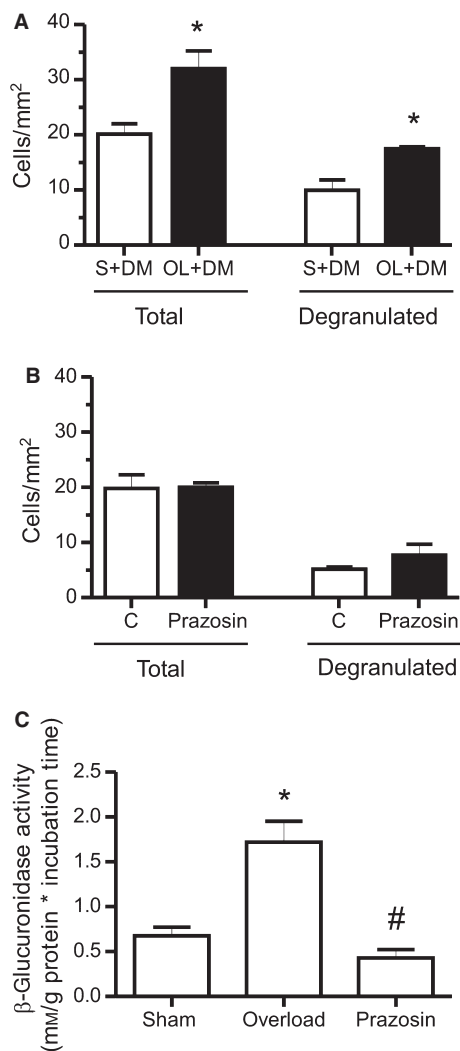 A
Cells/mm²
40
30
20
10
0
*
*
S+DM OL+DM S+DM OL+DM
Total Degranulated
B
Cells/mm²
40
30
20
10
0
C Prazosin C Prazosin
Total Degranulated
C
β-Glucuronidase activity
(mM/g protein * incubation time)
2.5
2.0
1.5
1.0
0.5
0.0
*
#
Sham Overload Prazosin